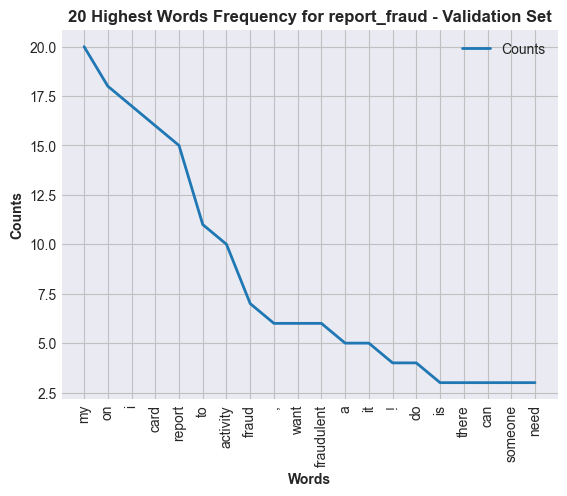 20 Highest Words Frequency for report_fraud - Validation Set
Counts
20.0
17.5
15.0
12.5
10.0
7.5
5.0
2.5
Counts
my
on
i
card
report
to
activity
fraud
,
want
fraudulent
a
it
!
do
is
there
can
someone
need
Words